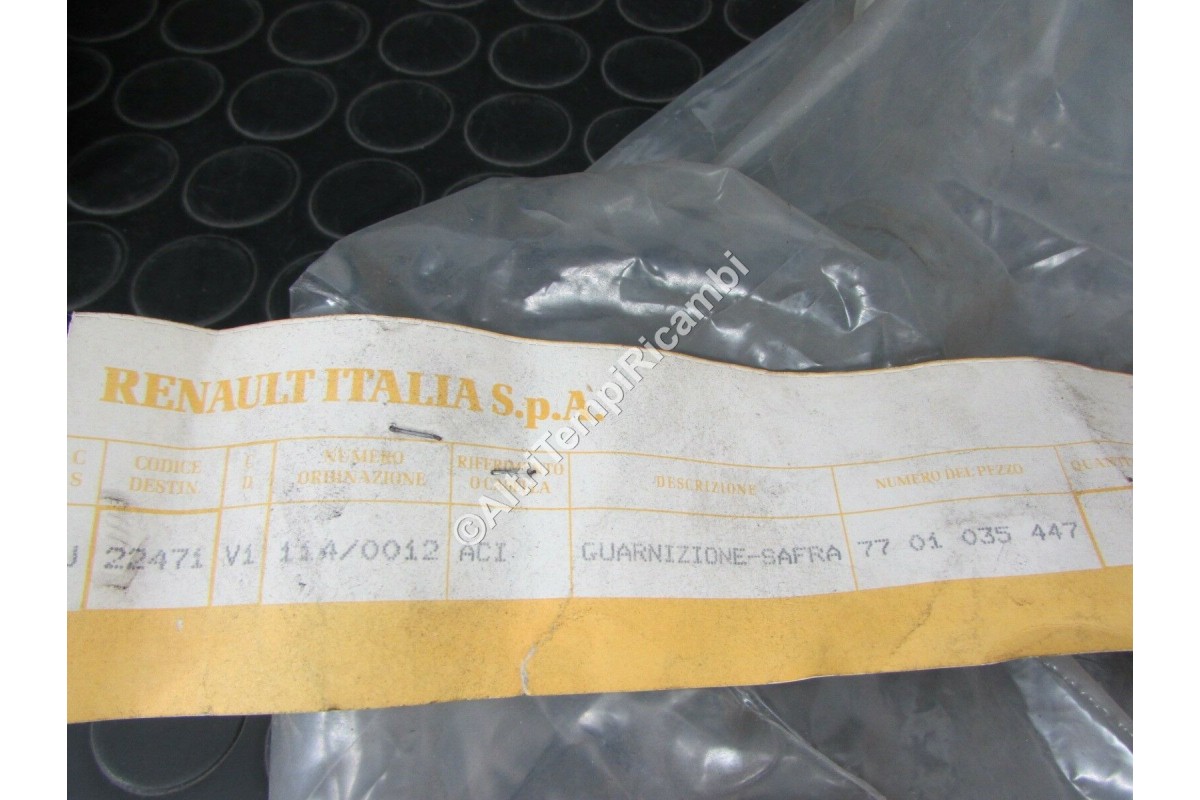 RENAULT ITALIA S.p.A.
C S
CODICE DESTIN
NUMERO ORDINAZIONE
DESCRIZIONE
NUMERO DEL PEZZO
22471 V1 114/0012 ACI GUARNIZIONE-SAFRA 77 01 035 447
©AltriTempiRicambi